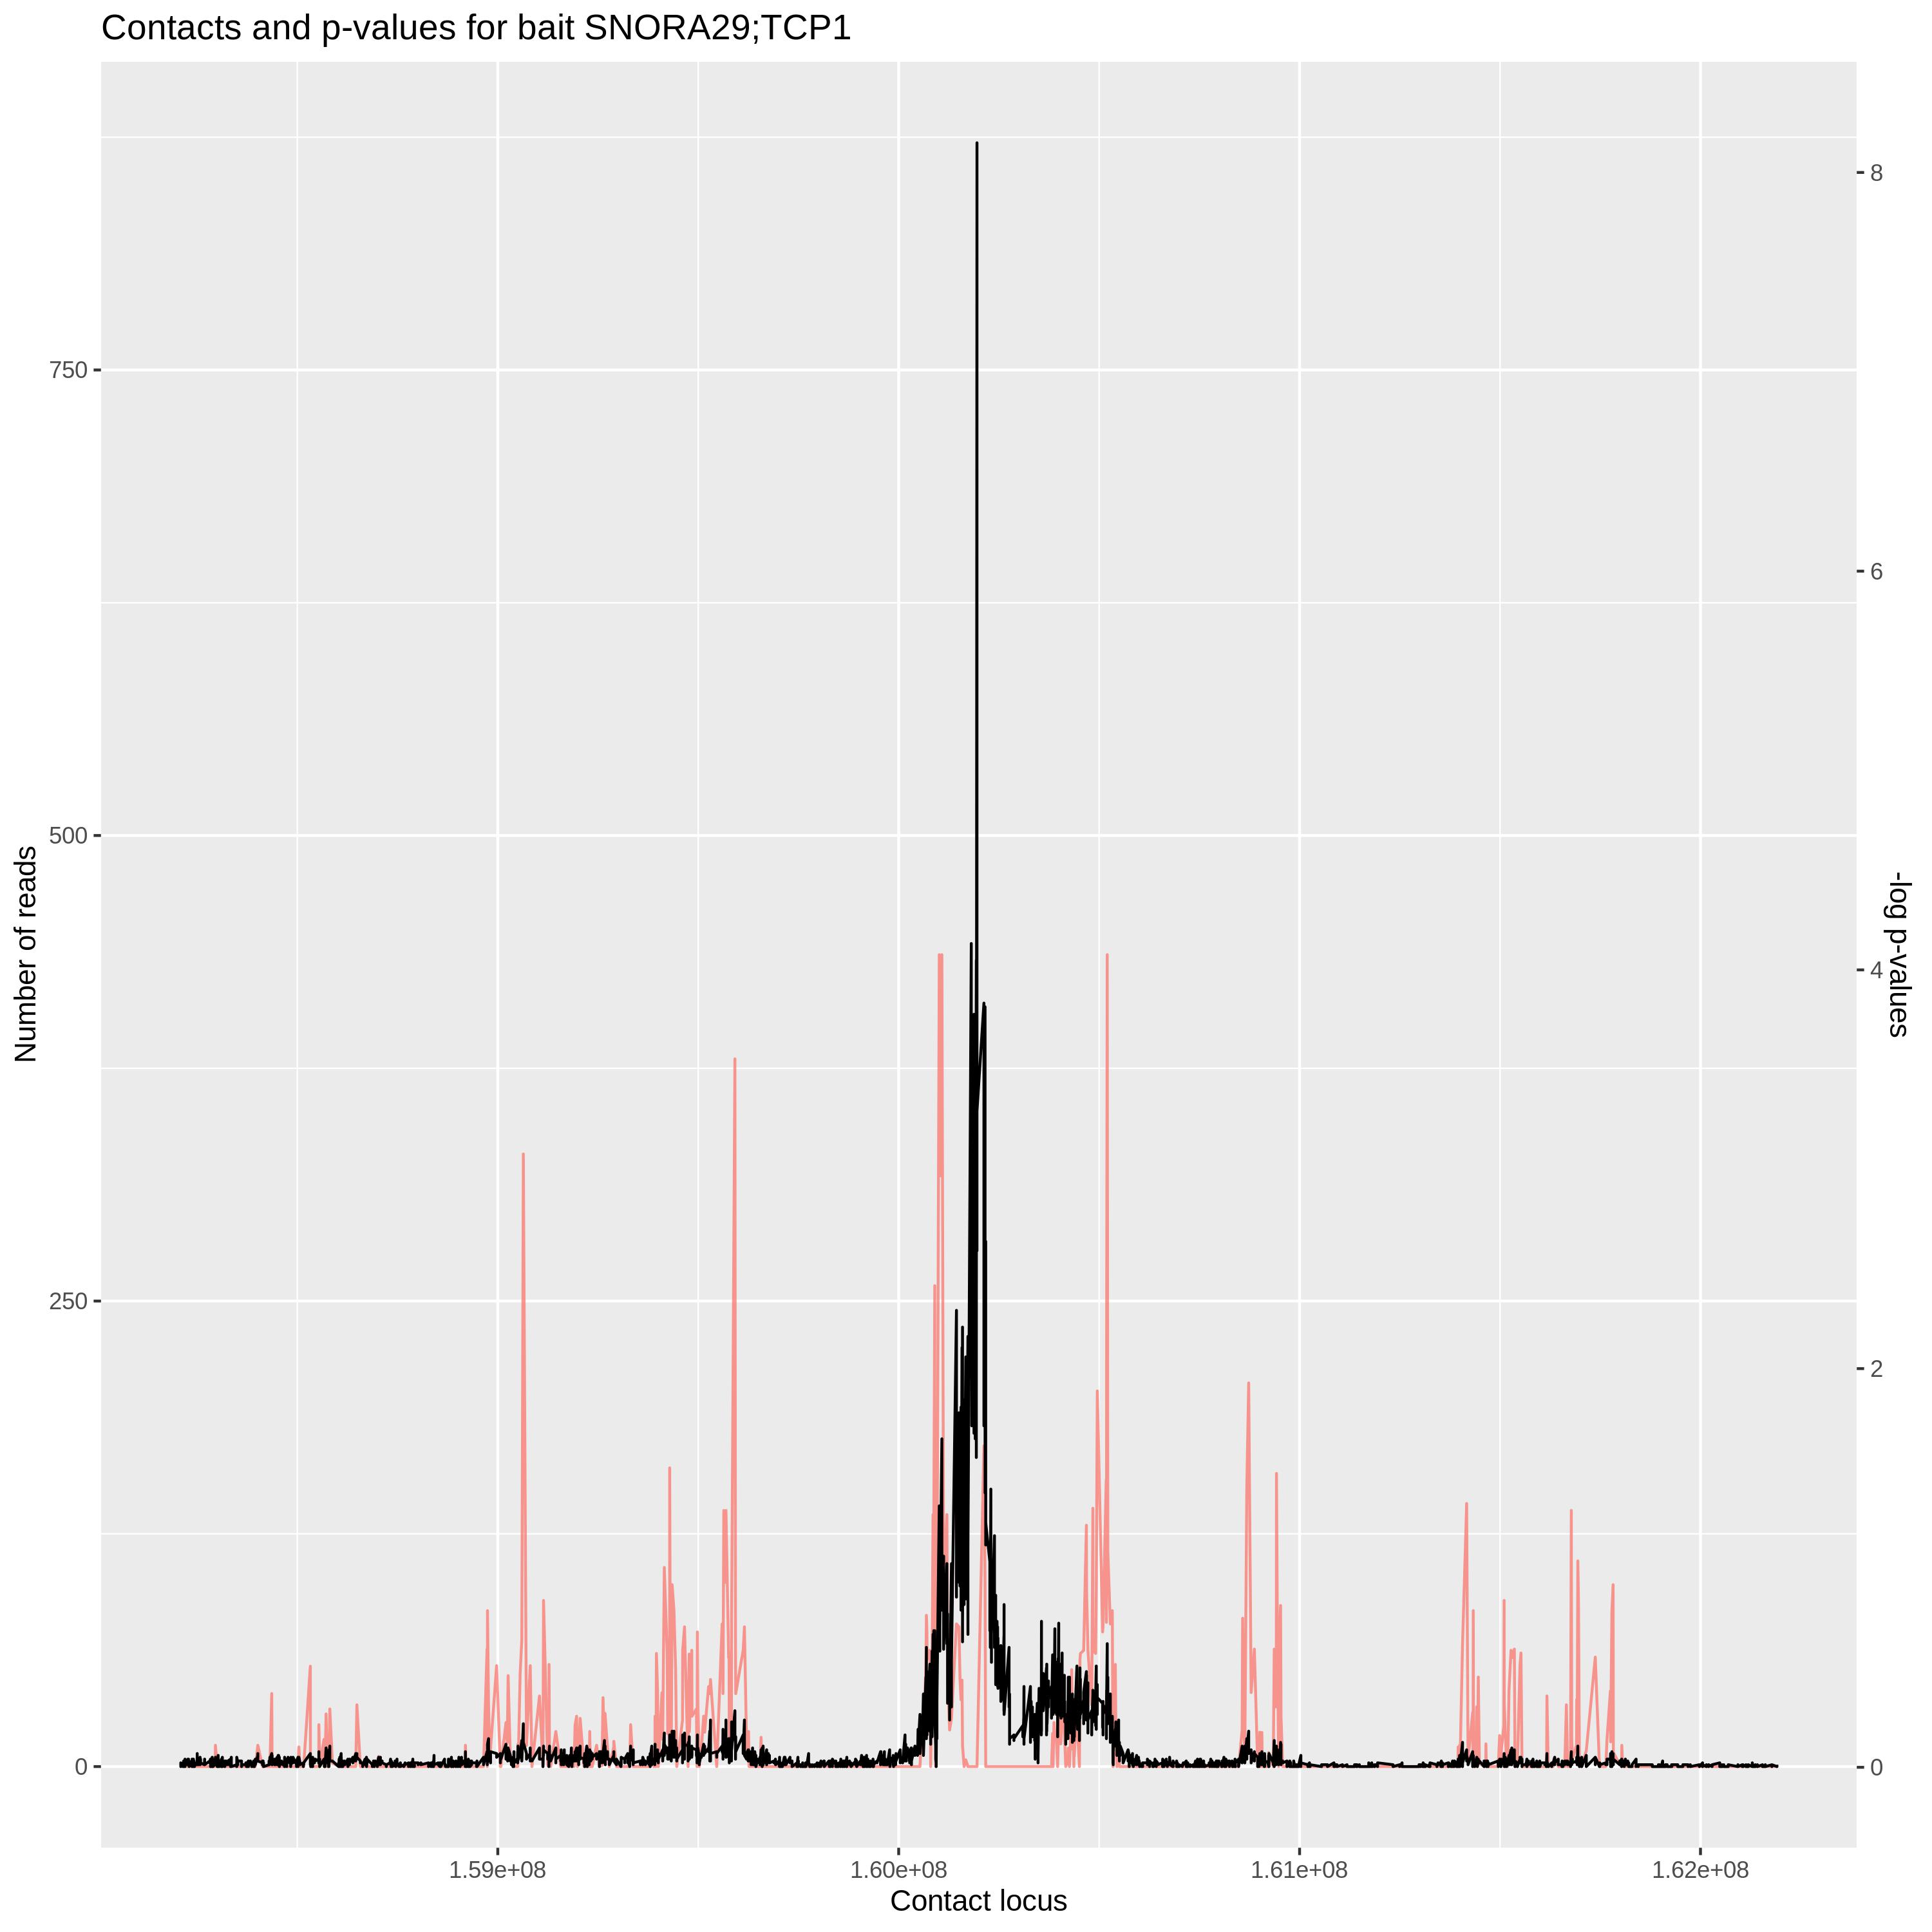 Contacts and p-values for bait SNORA29;TCP1
Number of reads
750
500
250
0
8
6
4
2
0
-log p-values
1.59e+08
1.60e+08
1.61e+08
1.62e+08
Contact locus